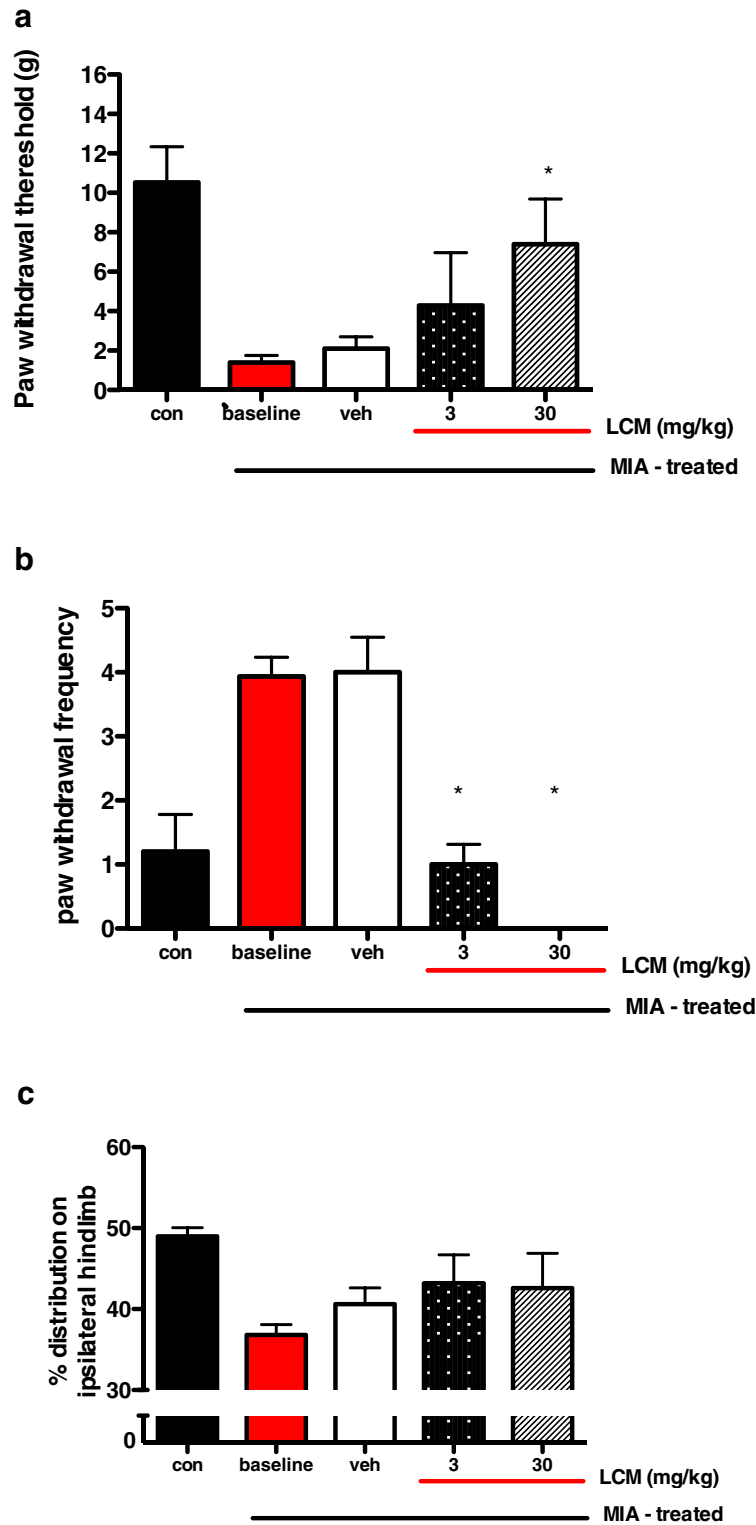 a
Paw withdrawal thereshold (g)
16
14
12
10
8
6
4
2
0
*
con baseline veh 3 30
LCM (mg/kg)
MIA - treated
b
paw withdrawal frequency
5
4
3
2
1
0
* *
con baseline veh 3 30
LCM (mg/kg)
MIA - treated
c
% distribution on
ipsilateral hindlimb
60
50
40
30
0
con baseline veh 3 30
LCM (mg/kg)
MIA - treated